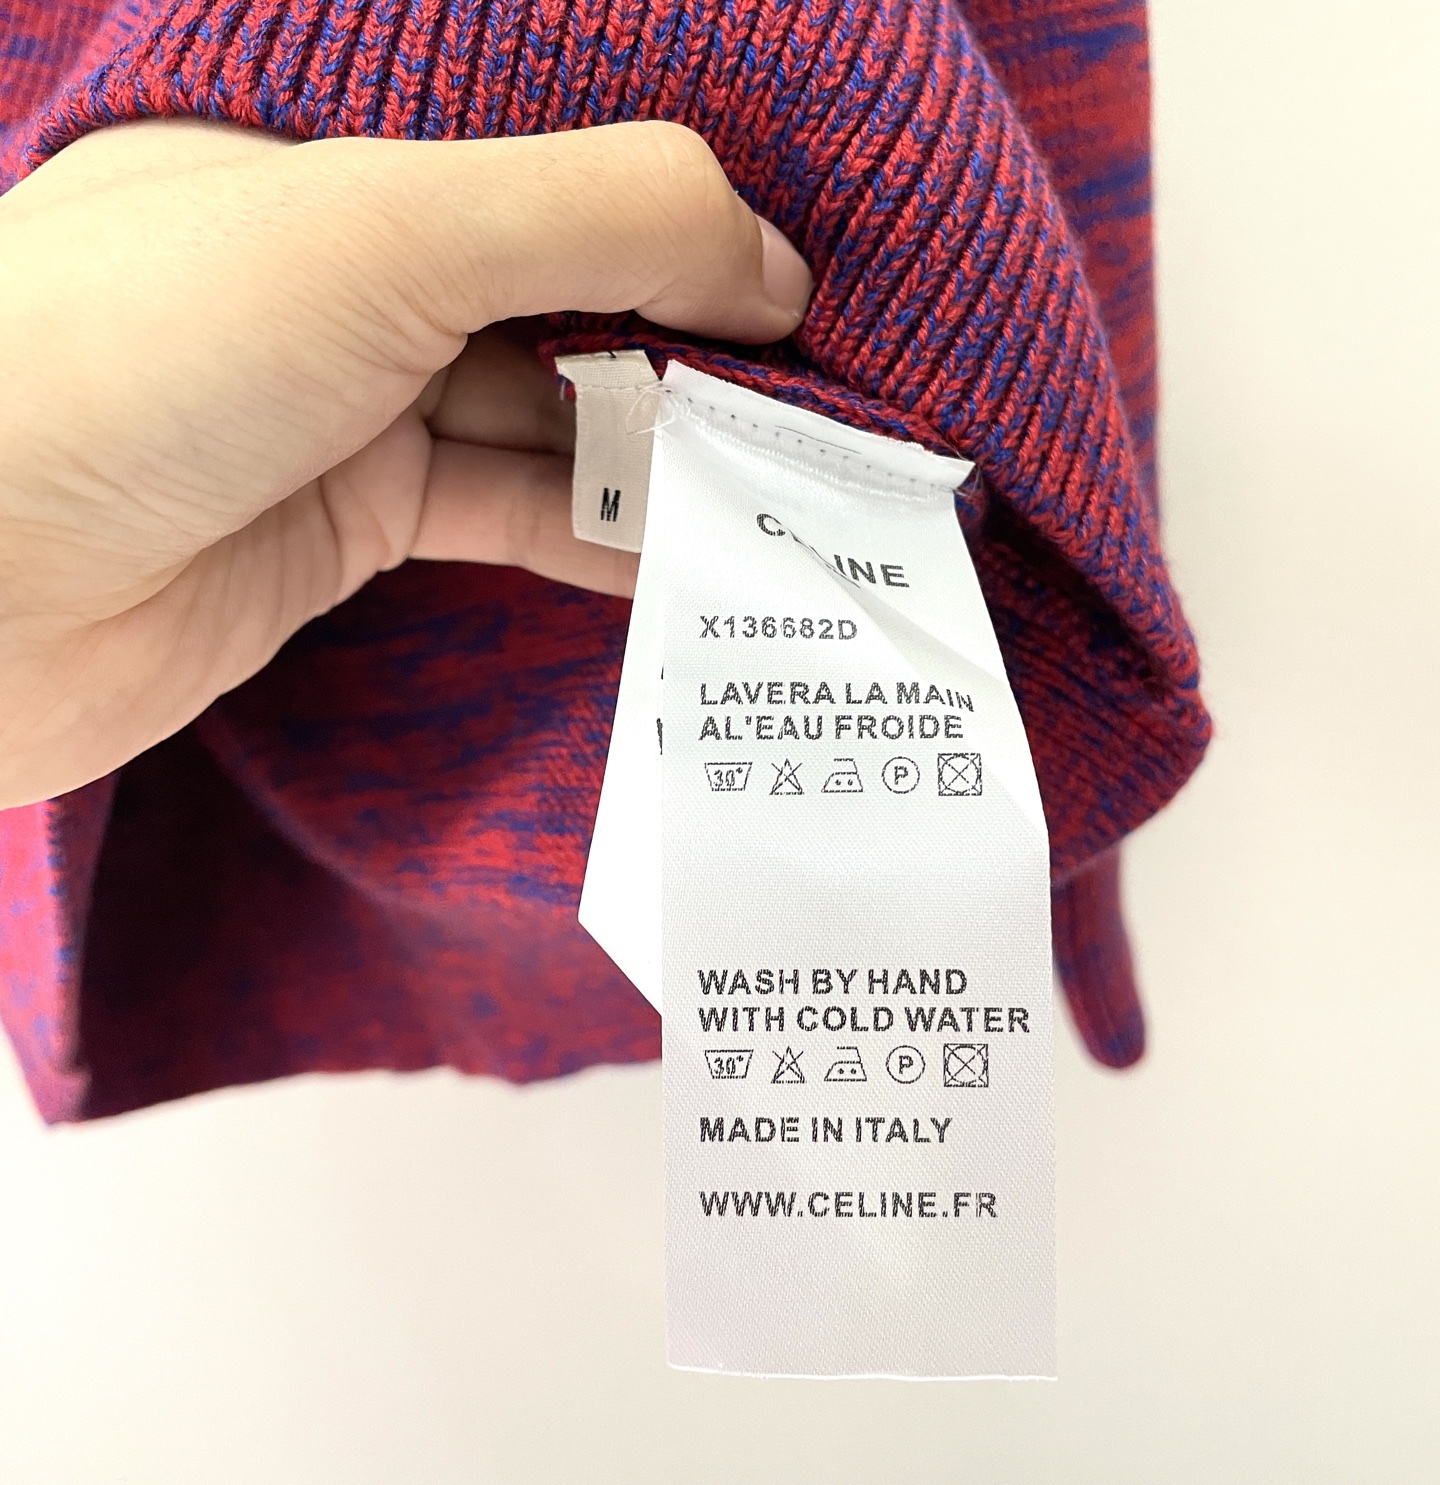 M
CELINE
X136682D
LAVERA LA MAIN
AL'EAU FROIDE
30° P
WASH BY HAND
WITH COLD WATER
30° P
MADE IN ITALY
WWW.CELINE.FR